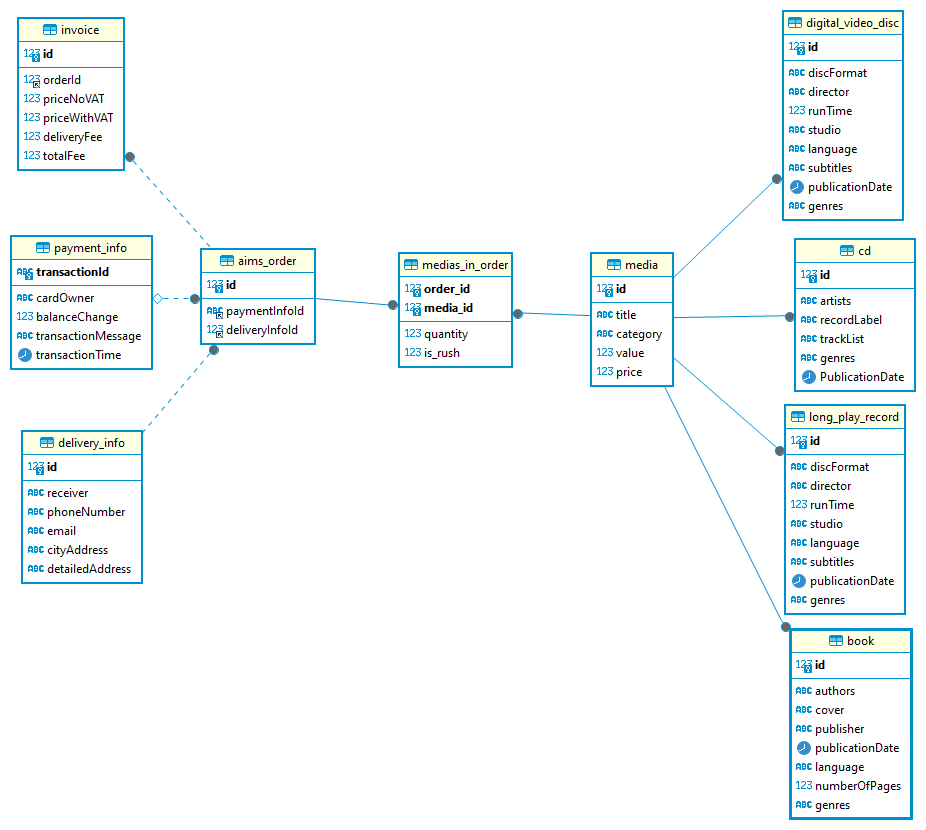 invoice
123 id
123 orderId
123 priceNoVAT
123 priceWithVAT
123 deliveryFee
123 totalFee
payment_info
ABC transactionId
ABC cardOwner
123 balanceChange
ABC transactionMessage
transactionTime
aims_order
123 id
ABC paymentInfoId
123 deliveryInfoId
delivery_info
123 id
ABC receiver
ABC phoneNumber
ABC email
ABC cityAddress
ABC detailedAddress
medias_in_order
123 order_id
123 media_id
123 quantity
123 is_rush
media
123 id
ABC title
ABC category
123 value
123 price
digital_video_disc
123 id
ABC discFormat
ABC director
123 runTime
ABC studio
ABC language
ABC subtitles
publicationDate
ABC genres
cd
123 id
ABC artists
ABC recordLabel
ABC trackList
ABC genres
PublicationDate
long_play_record
123 id
ABC discFormat
ABC director
123 runTime
ABC studio
ABC language
ABC subtitles
publicationDate
ABC genres
book
123 id
ABC authors
ABC cover
ABC publisher
publicationDate
ABC language
123 numberOfPages
ABC genres